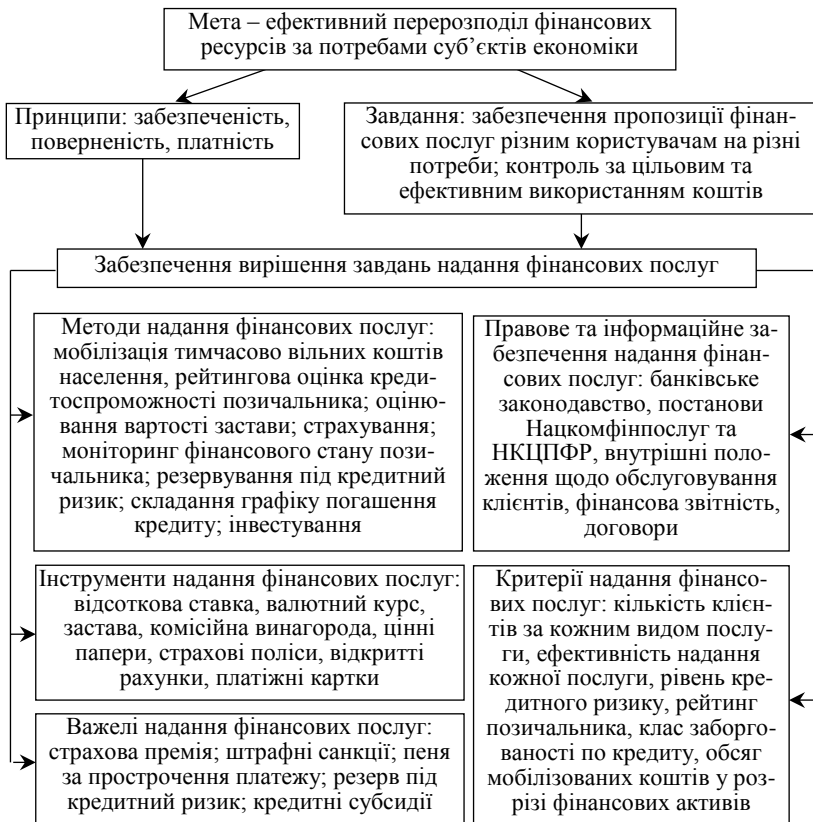 Мета – ефективний перерозподіл фінансових
ресурсів за потребами суб’єктів економіки
Принципи: забезпеченість,
поверненість, платність
Завдання: забезпечення пропозиції фінан-
сових послуг різним користувачам на різні
потреби; контроль за цільовим та
ефективним використанням коштів
Забезпечення вирішення завдань надання фінансових послуг
Методи надання фінансових послуг:
мобілізація тимчасово вільних коштів
населення, рейтингова оцінка креди-
тоспроможності позичальника; оціню-
вання вартості застави; страхування;
моніторинг фінансового стану пози-
чальника; резервування під кредитний
ризик; складання графіку погашення
кредиту; інвестування
Правове та інформаційне за-
безпечення надання фінан-
сових послуг: банківське
законодавство, постанови
Нацкомфінпослуг та
НКЦПФР, внутрішні поло-
ження щодо обслуговування
клієнтів, фінансова звітність,
договори
Інструменти надання фінансових послуг:
відсоткова ставка, валютний курс,
застава, комісійна винагорода, цінні
папери, страхові поліси, відкритті
рахунки, платіжні картки
Критерії надання фінансо-
вих послуг: кількість клієн-
тів за кожним видом послу-
ги, ефективність надання
кожної послуги, рівень кре-
дитного ризику, рейтинг
позичальника, клас заборг-
ованості по кредиту, обсяг
мобілізованих коштів у роз-
різі фінансових активів
Важелі надання фінансових послуг:
страхова премія; штрафні санкції; пеня
за прострочення платежу; резерв під
кредитний ризик; кредитні субсидії